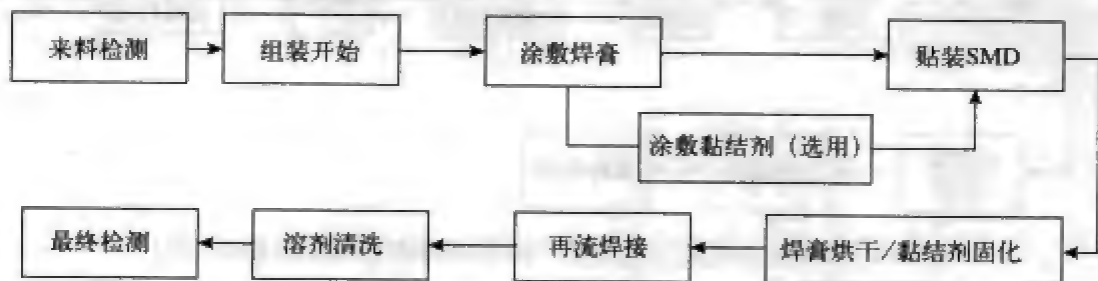 来料检测
组装开始
涂敷焊膏
贴装SMD
涂敷黏结剂（选用）
最终检测
溶剂清洗
再流焊接
焊膏烘干/黏结剂固化